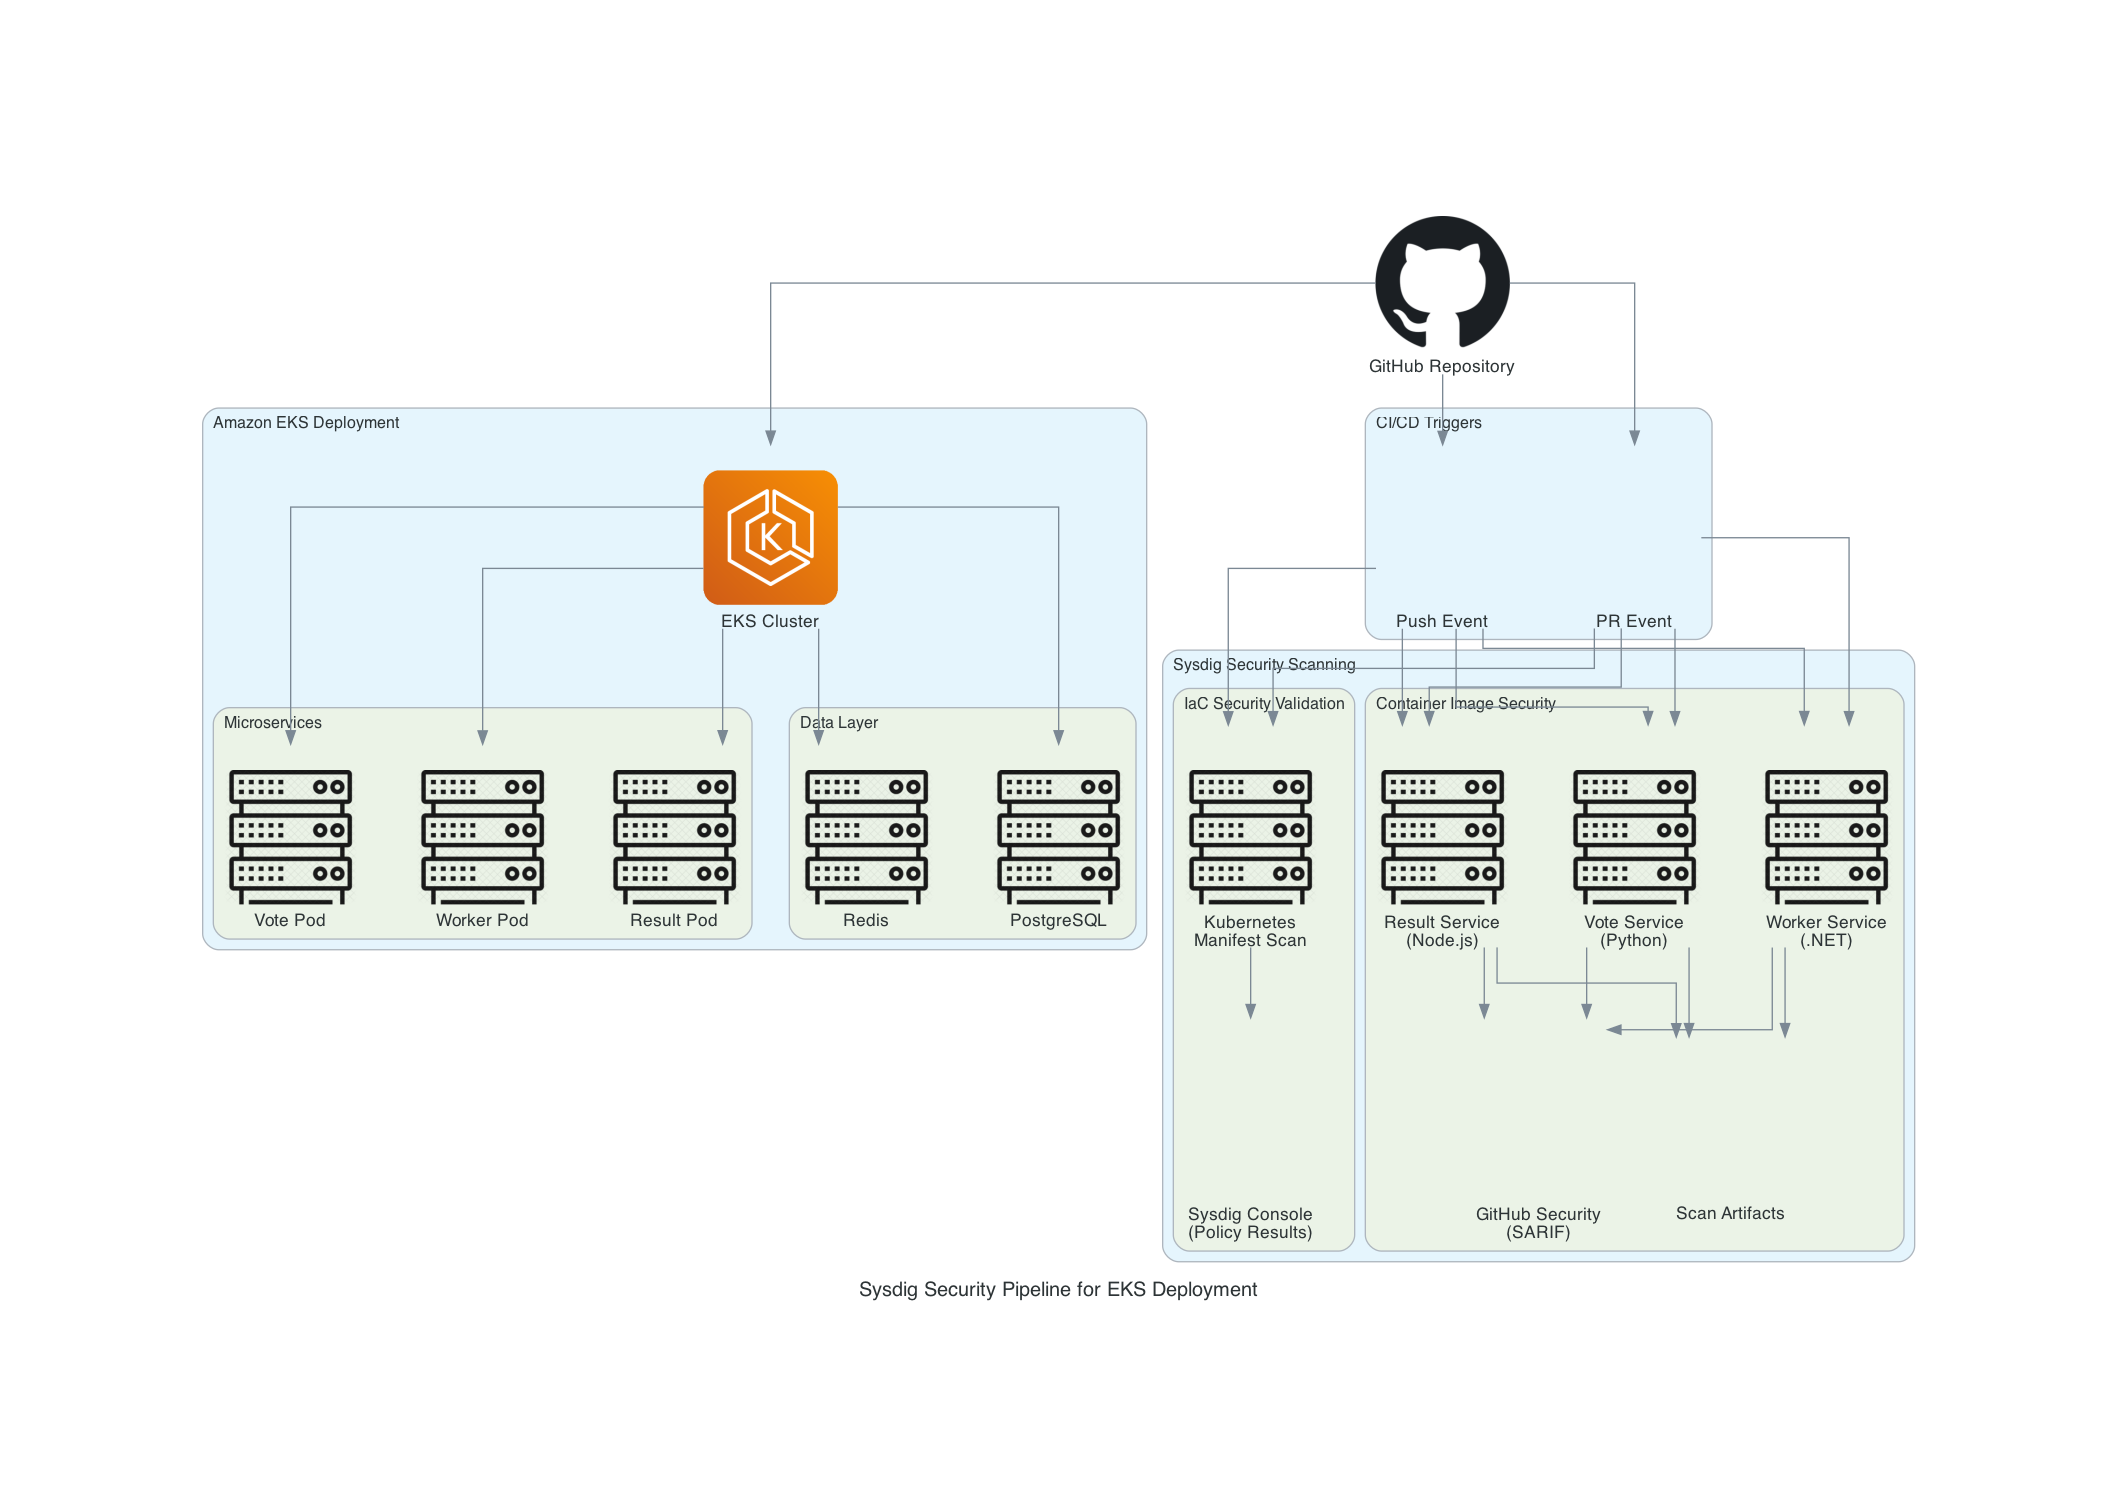 GitHub Repository
Amazon EKS Deployment
CI/CD Triggers
K
EKS Cluster
Push Event
PR Event
Sysdig Security Scanning
IaC Security Validation
Container Image Security
Microservices
Data Layer
Vote Pod
Worker Pod
Result Pod
Redis
PostgreSQL
Kubernetes
Manifest Scan
Result Service
(Node.js)
Vote Service
(Python)
Worker Service
(.NET)
Sysdig Console
(Policy Results)
GitHub Security
(SARIF)
Scan Artifacts
Sysdig Security Pipeline for EKS Deployment